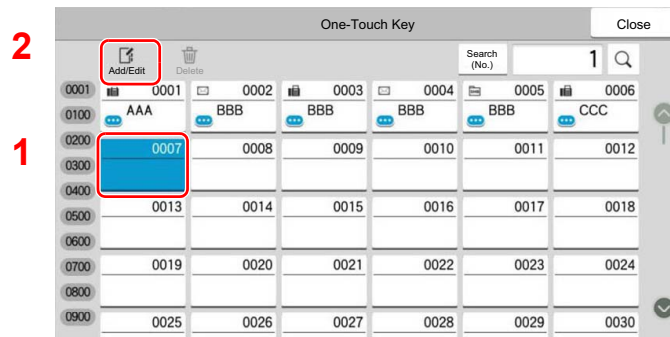 One-Touch Key Close
2
Add/Edit Delete Search (No.) 1
0001 0001 0002 0003 0004 0005 0006
0100 AAA BBB BBB BBB BBB CCC
1
0200 0007 0008 0009 0010 0011 0012
0300
0400
0500 0013 0014 0015 0016 0017 0018
0600
0700 0019 0020 0021 0022 0023 0024
0800
0900 0025 0026 0027 0028 0029 0030